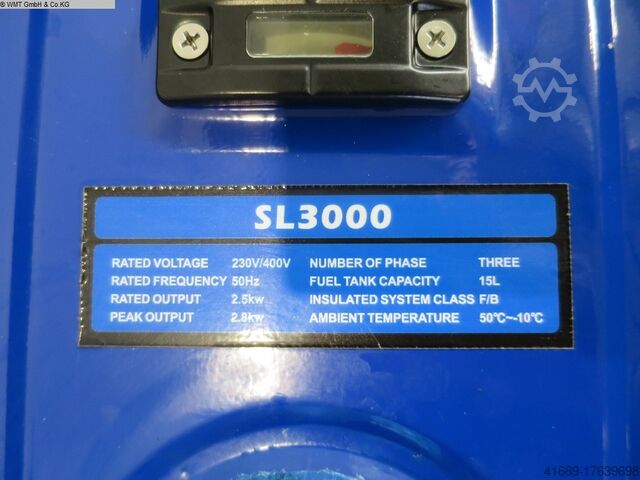 © WMT GmbH & Co.KG
SL3000
RATED VOLTAGE 230V/400V NUMBER OF PHASE THREE
RATED FREQUENCY 50Hz FUEL TANK CAPACITY 15L
RATED OUTPUT 2.5kw INSULATED SYSTEM CLASS F/B
PEAK OUTPUT 2.8kw AMBIENT TEMPERATURE 50℃~-10℃
41669-17639698